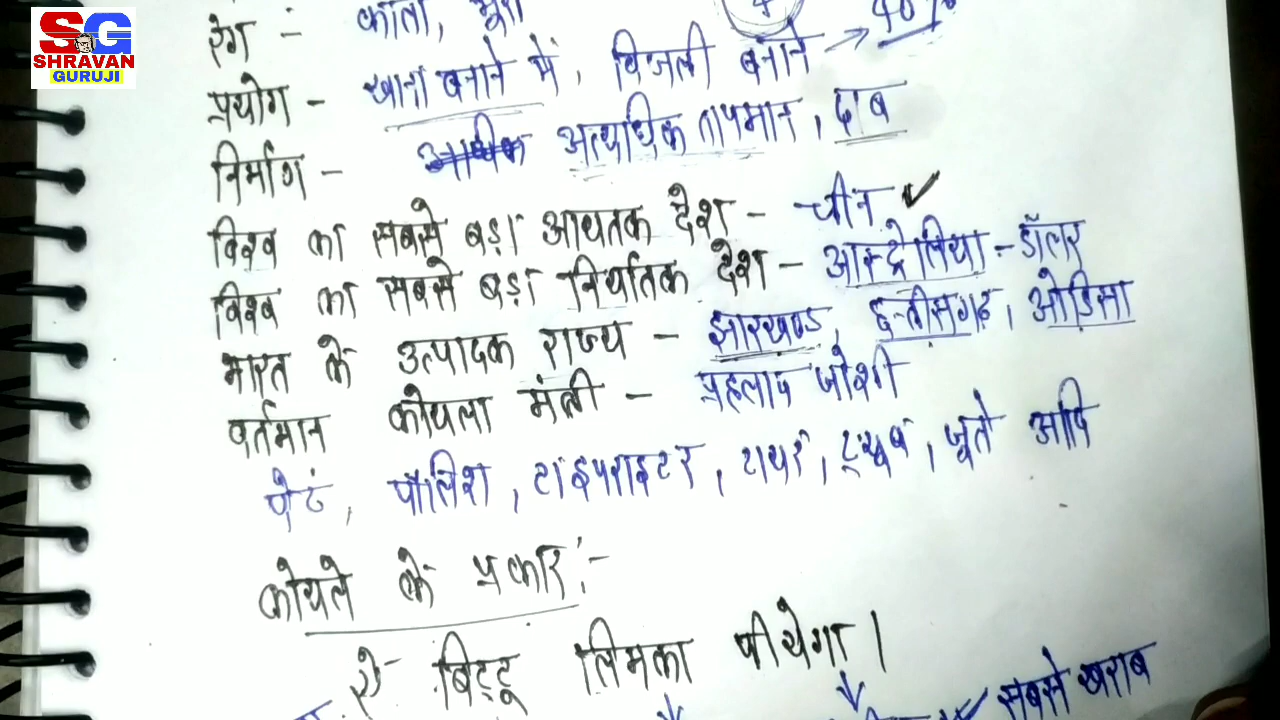 SG
SHRAVAN
GURUJI
रंग :- काला, भूरा
प्रयोग - खाना बनाने में, बिजली बनाने → 40%
निर्माण - अत्यधिक तापमान, दाब
विश्व का सबसे बड़ा आयतक देश - चीन ✓
विश्व का सबसे बड़ा निर्यातक देश - आस्ट्रेलिया - डॉलर
भारत के उत्पादक राज्य - झारखण्ड, छत्तीसगढ़, ओडिसा
वर्तमान कोयला मंत्री - प्रहलाद जोशी
पेटं, पॉलिश, टाइपराइटर, टायर, ट्यूब, जूते आदि
कोयले के प्रकार :-
ऐ बिट्टू लिमका पीयेगा।
सबसे खराब